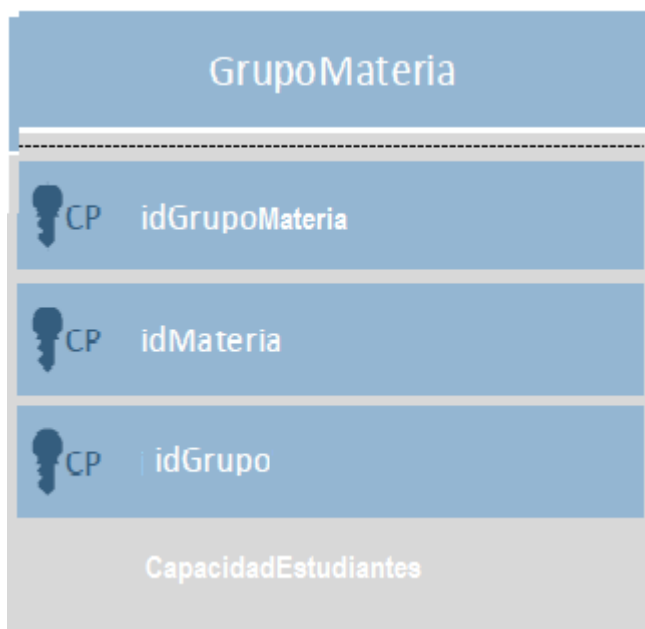 GrupoMateria
CP idGrupoMateria
CP idMateria
CP idGrupo
CapacidadEstudiantes